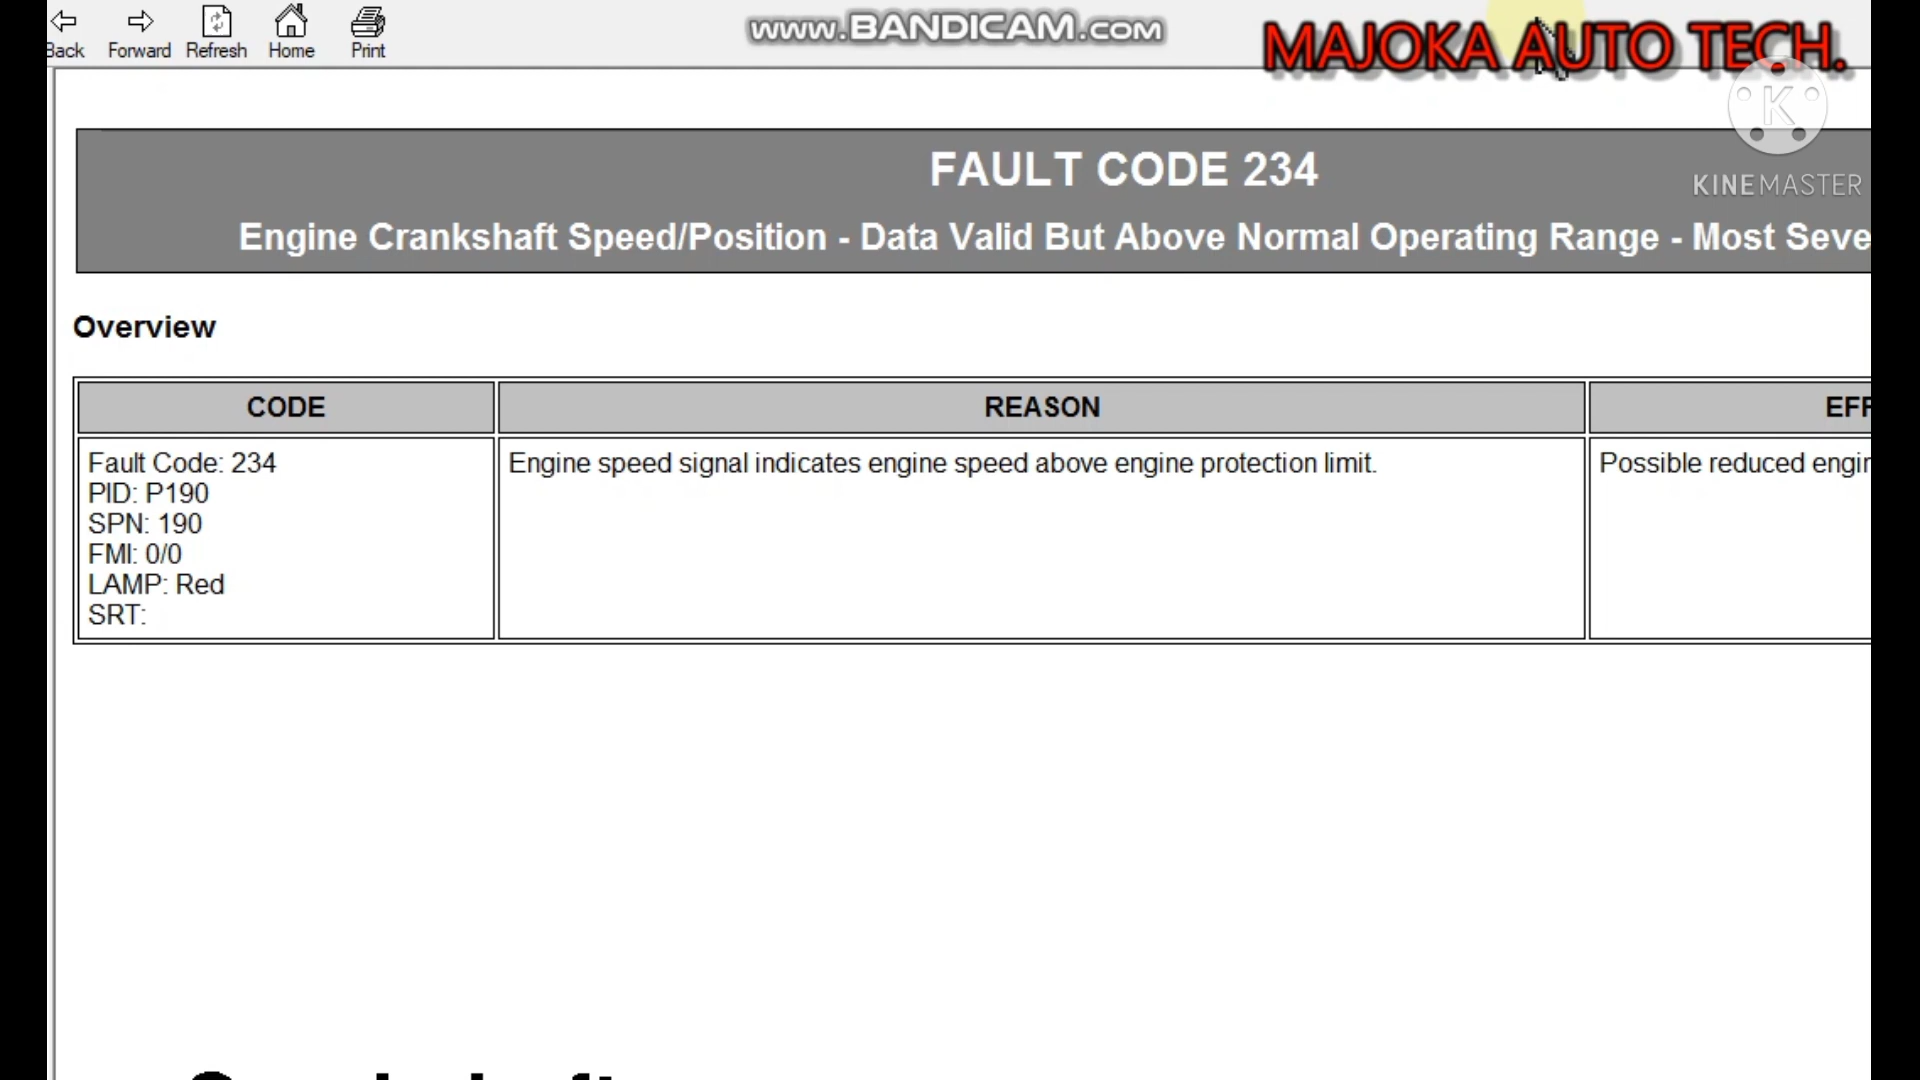 Back Forward Refresh Home Print
www.BANDICAM.com
MAJOKA AUTO TECH.
K
KINEMASTER
FAULT CODE 234
Engine Crankshaft Speed/Position - Data Valid But Above Normal Operating Range - Most Seve
Overview
CODE REASON EFF
Fault Code: 234 Engine speed signal indicates engine speed above engine protection limit. Possible reduced engin
PID: P190
SPN: 190
FMI: 0/0
LAMP: Red
SRT: